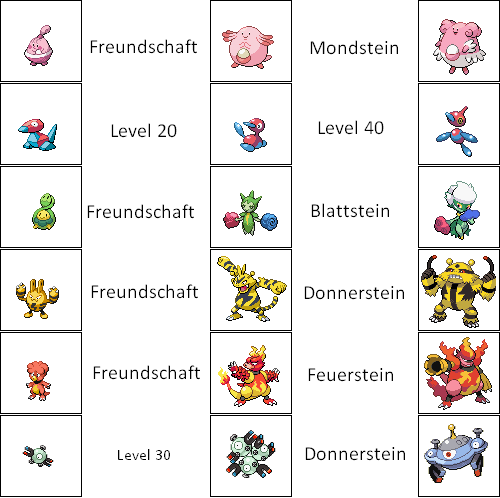 Freundschaft
Mondstein
Level 20
Level 40
Freundschaft
Blattstein
Freundschaft
Donnerstein
Freundschaft
Feuerstein
Level 30
Donnerstein